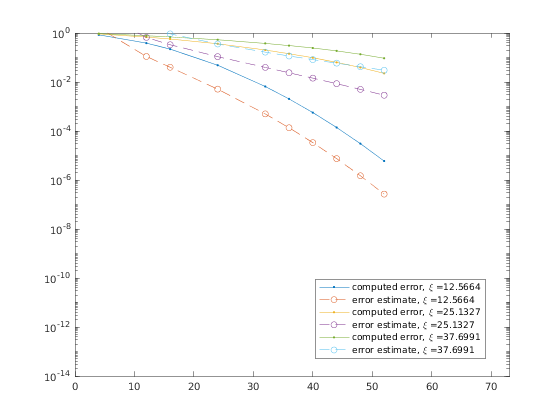 10^0
10^-2
10^-4
10^-6
10^-8
10^-10
10^-12
10^-14
0 10 20 30 40 50 60 70
computed error, ξ =12.5664
error estimate, ξ =12.5664
computed error, ξ =25.1327
error estimate, ξ =25.1327
computed error, ξ =37.6991
error estimate, ξ =37.6991